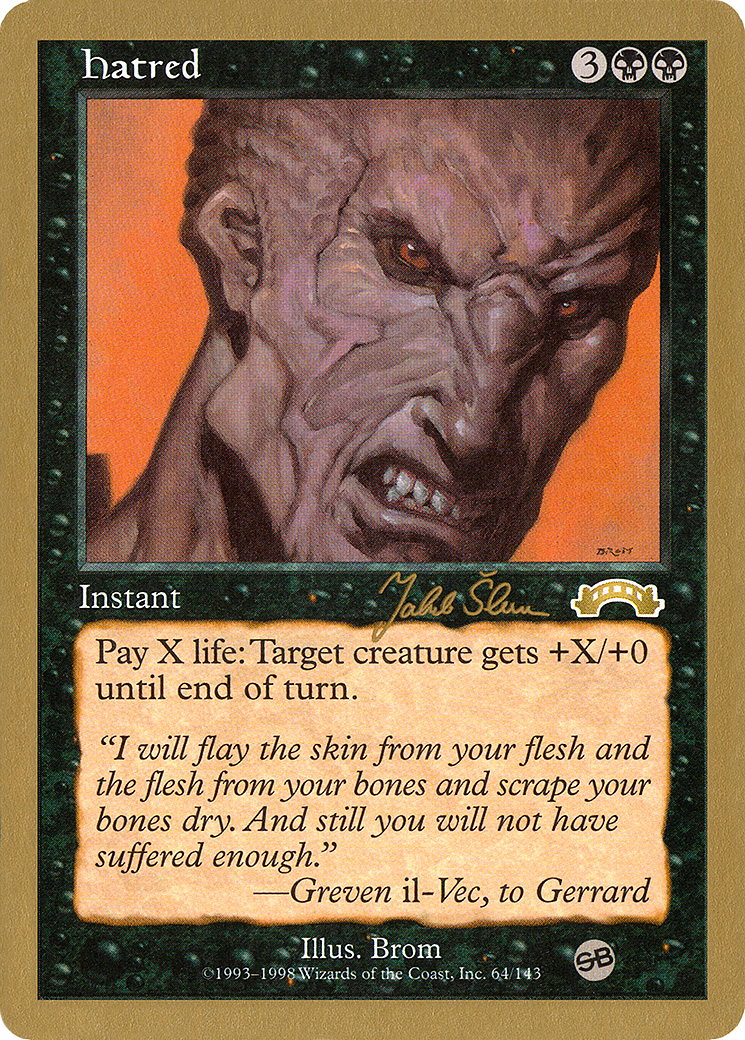 Hatred
3
BROM
Instant
Jakub Šlem
Pay X life: Target creature gets +X/+0
until end of turn.
“I will flay the skin from your flesh and
the flesh from your bones and scrape your
bones dry. And still you will not have
suffered enough.”
—Greven il-Vec, to Gerrard
Illus. Brom
©1993–1998 Wizards of the Coast, Inc. 64/143
SB